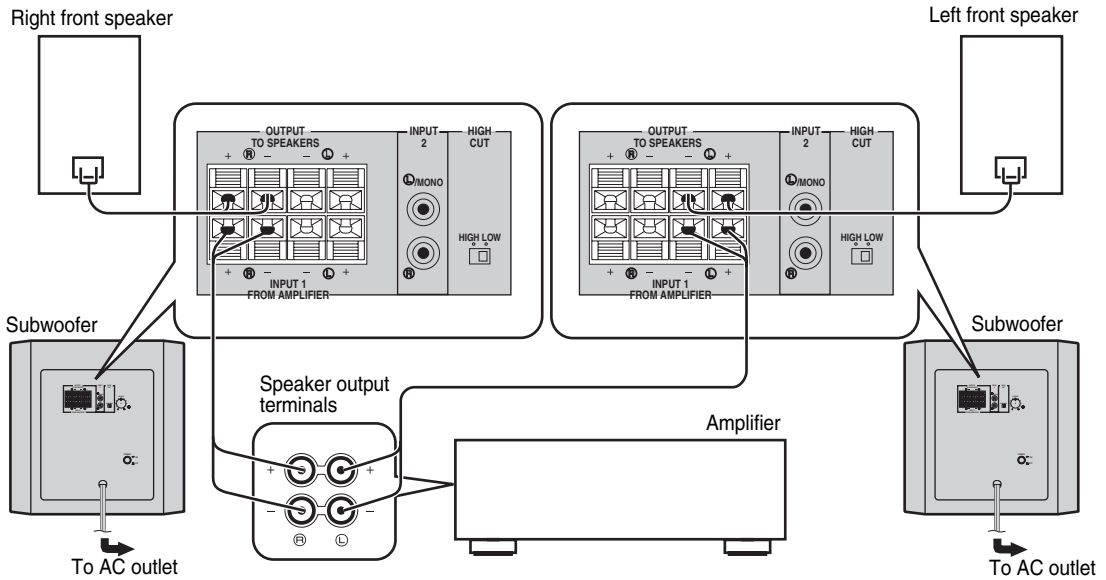 Right front speaker
Left front speaker
OUTPUT
TO SPEAKERS
+ R − − L +
INPUT
2
HIGH
CUT
L/MONO
HIGH LOW
R
+ R − − L +
INPUT 1
FROM AMPLIFIER
OUTPUT
TO SPEAKERS
+ R − − L +
INPUT
2
HIGH
CUT
L/MONO
HIGH LOW
R
+ R − − L +
INPUT 1
FROM AMPLIFIER
Subwoofer
Subwoofer
Speaker output
terminals
Amplifier
+ +
− −
R L
To AC outlet
To AC outlet